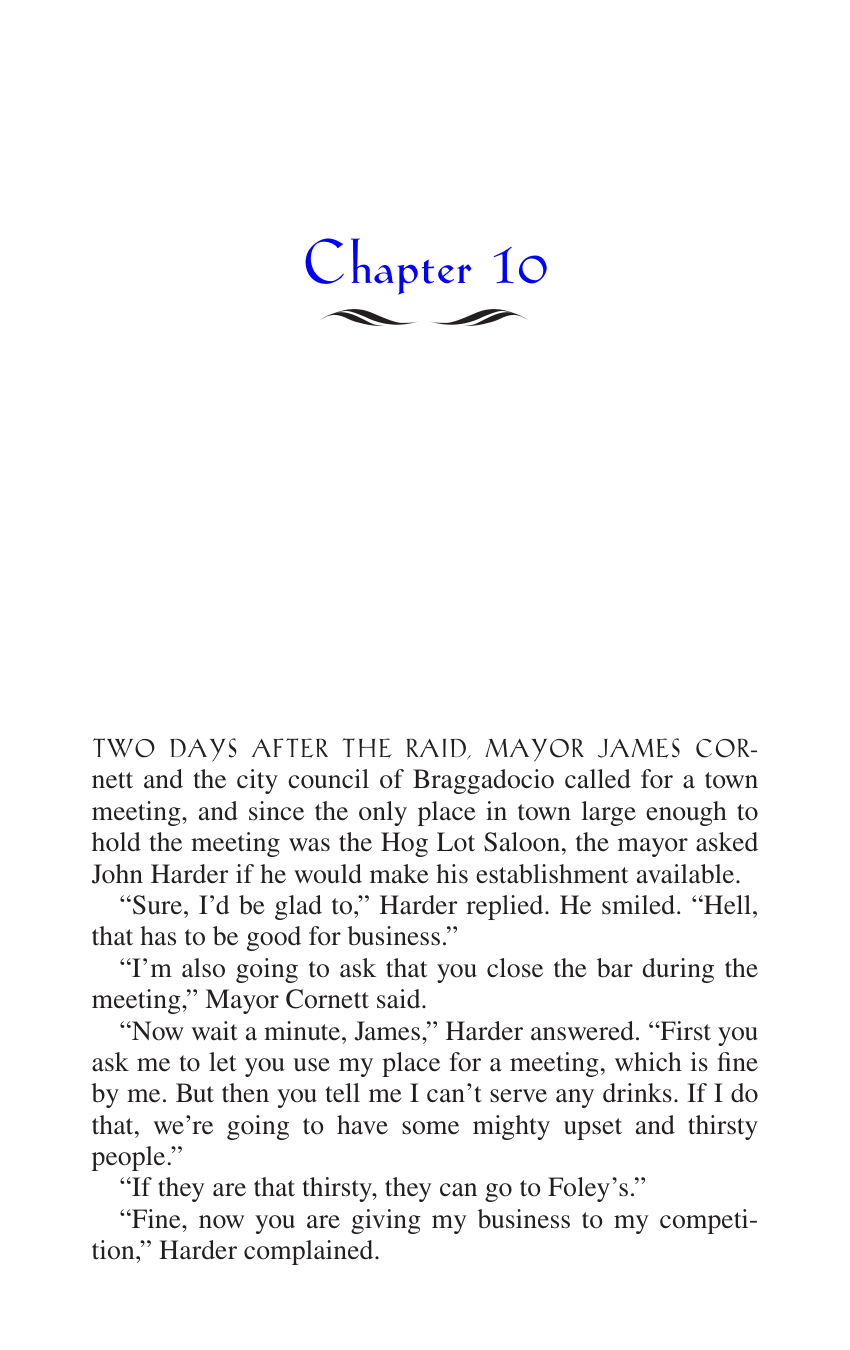 Chapter 10
TWO DAYS AFTER THE RAID, MAYOR JAMES COR-
nett and the city council of Braggadocio called for a town
meeting, and since the only place in town large enough to
hold the meeting was the Hog Lot Saloon, the mayor asked
John Harder if he would make his establishment available.
“Sure, I’d be glad to,” Harder replied. He smiled. “Hell,
that has to be good for business.”
“I’m also going to ask that you close the bar during the
meeting,” Mayor Cornett said.
“Now wait a minute, James,” Harder answered. “First you
ask me to let you use my place for a meeting, which is fine
by me. But then you tell me I can’t serve any drinks. If I do
that, we’re going to have some mighty upset and thirsty
people.”
“If they are that thirsty, they can go to Foley’s.”
“Fine, now you are giving my business to my competi-
tion,” Harder complained.